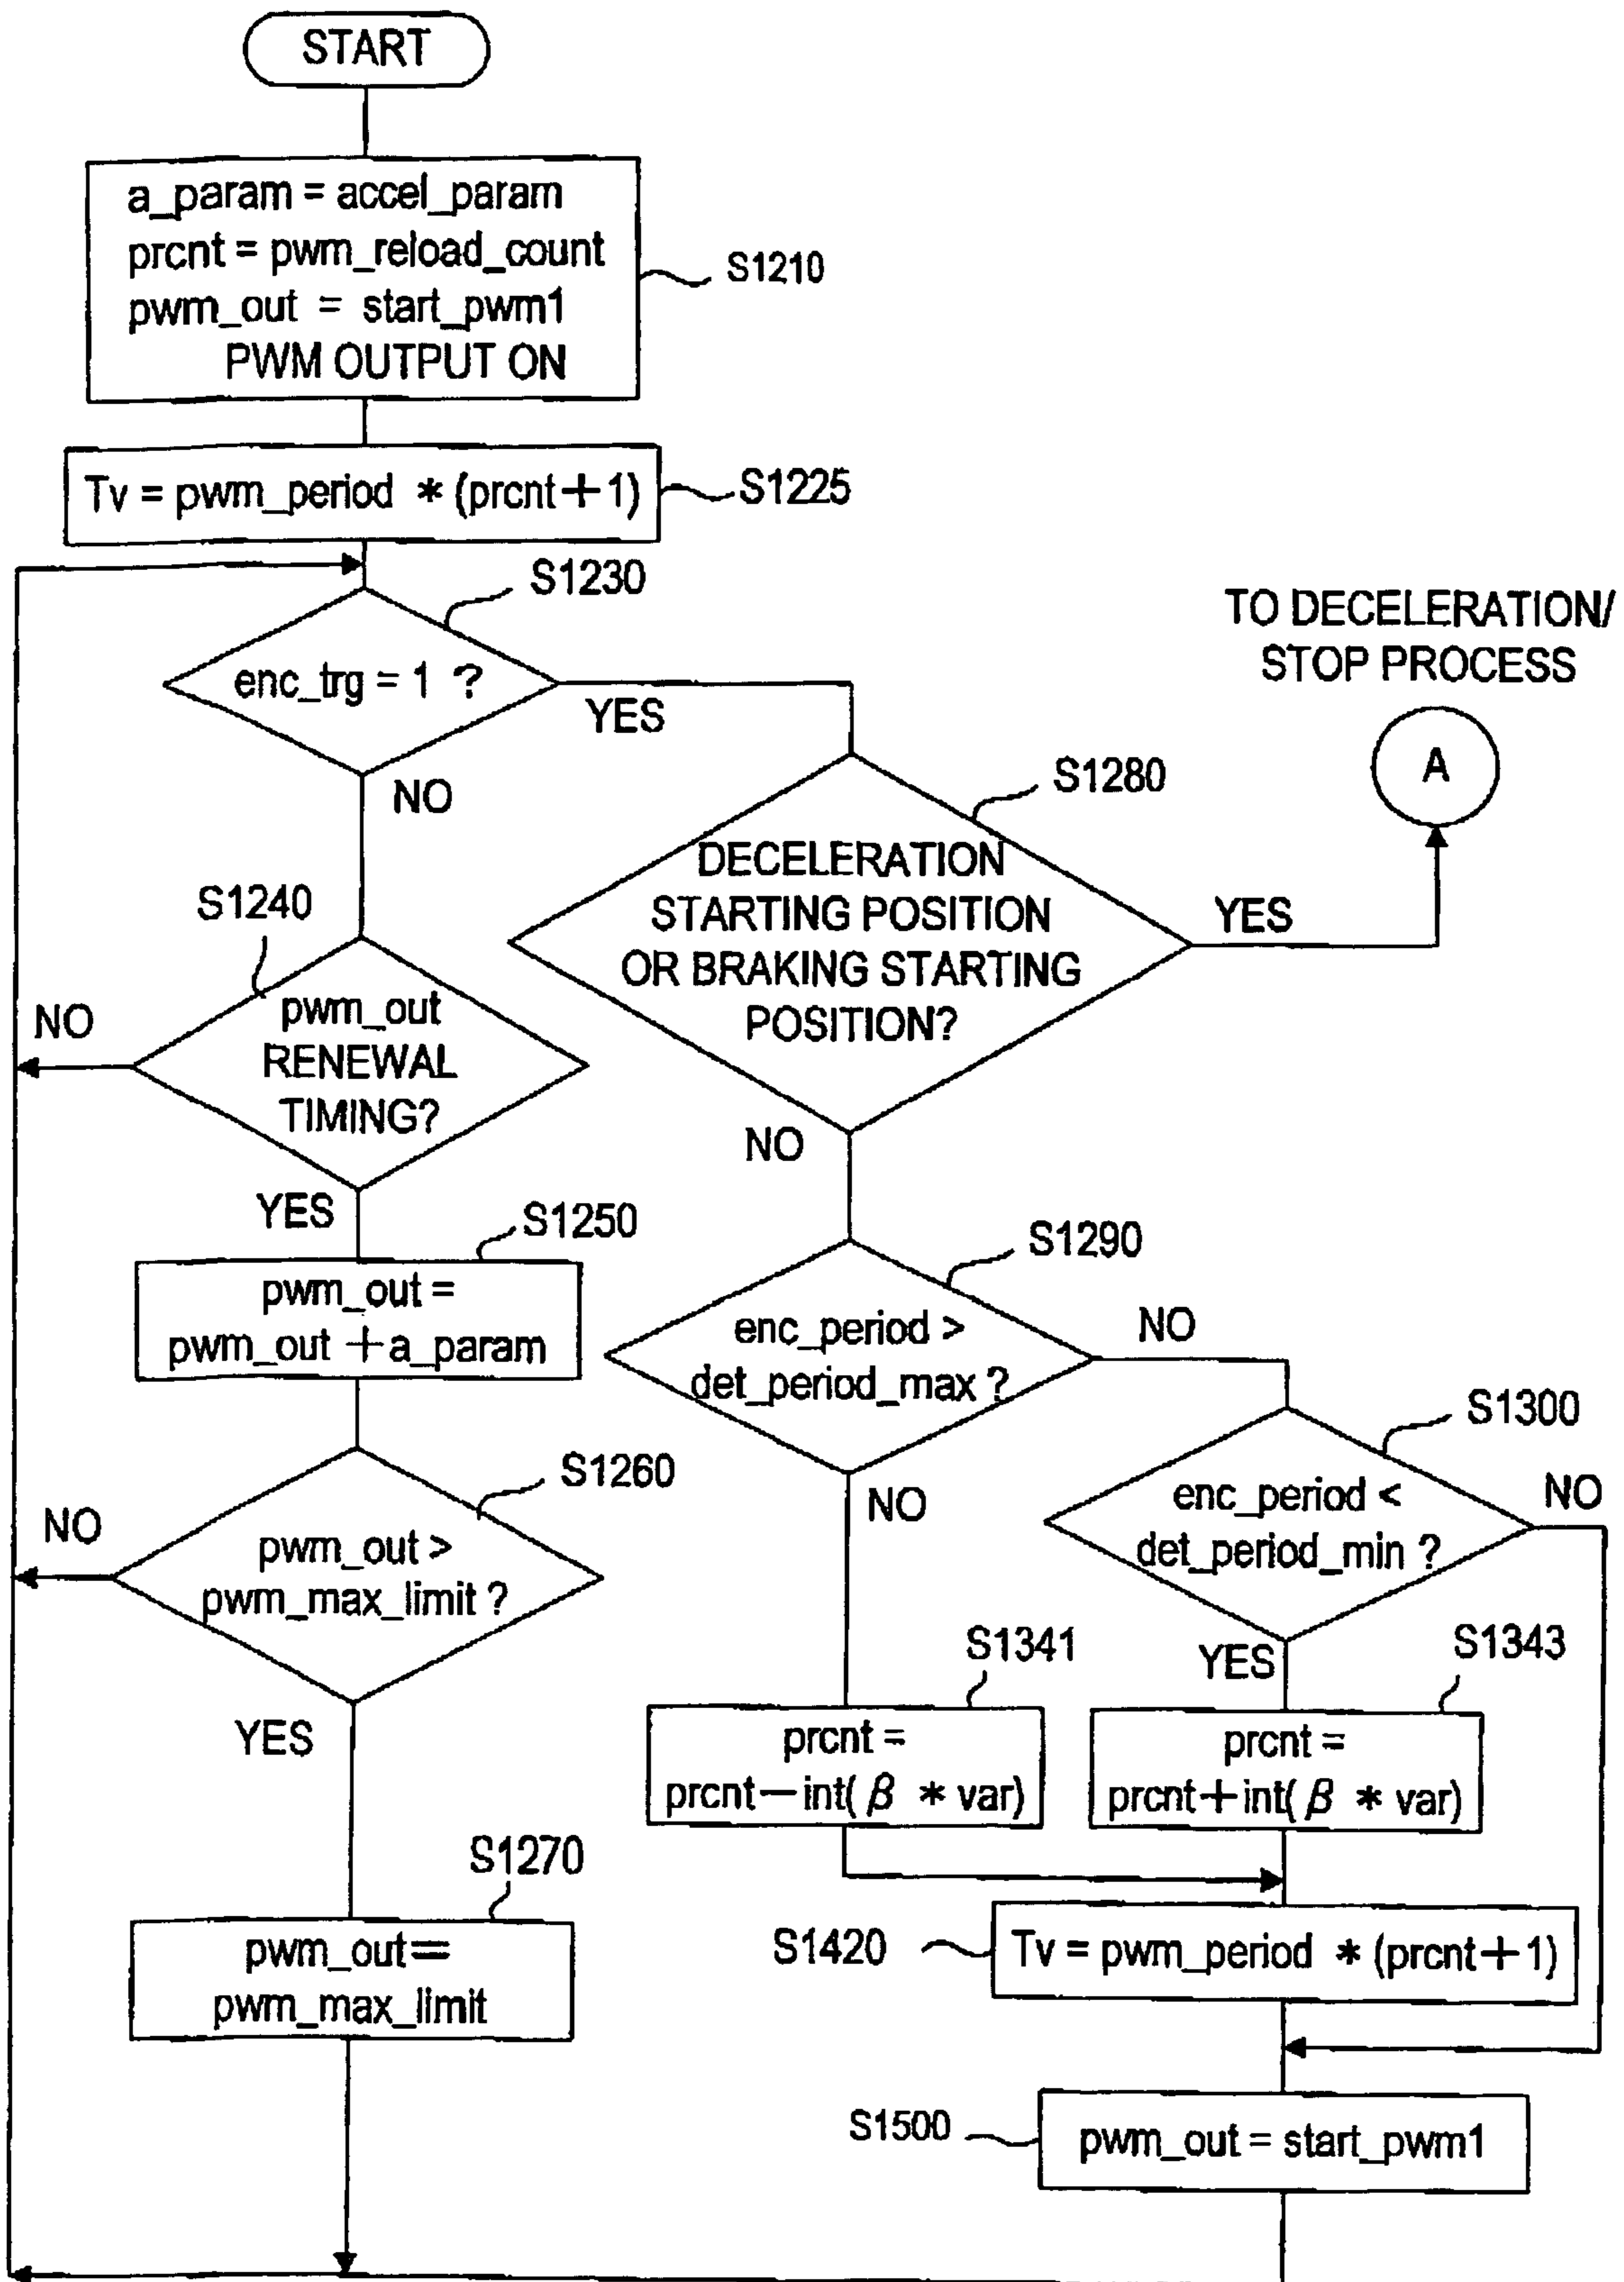 START
a_param = accel_param
prcnt = pwm_reload_count
pwm_out = start_pwm1
PWM OUTPUT ON
S1210
Tv = pwm_period * (prcnt+1)
S1225
S1230
enc_trg = 1 ?
YES
NO
TO DECELERATION/
STOP PROCESS
A
S1280
DECELERATION
STARTING POSITION
OR BRAKING STARTING
POSITION?
YES
NO
S1240
pwm_out
RENEWAL
TIMING?
NO
YES
S1250
pwm_out =
pwm_out +a_param
S1290
enc_period >
det_period_max ?
NO
NO
S1300
enc_period <
det_period_min ?
NO
YES
S1260
pwm_out >
pwm_max_limit ?
NO
YES
S1341
prcnt =
prcnt—int( β * var)
S1343
prcnt =
prcnt+int( β * var)
S1270
pwm_out=
pwm_max_limit
S1420
Tv = pwm_period * (prcnt+1)
S1500
pwm_out = start_pwm1